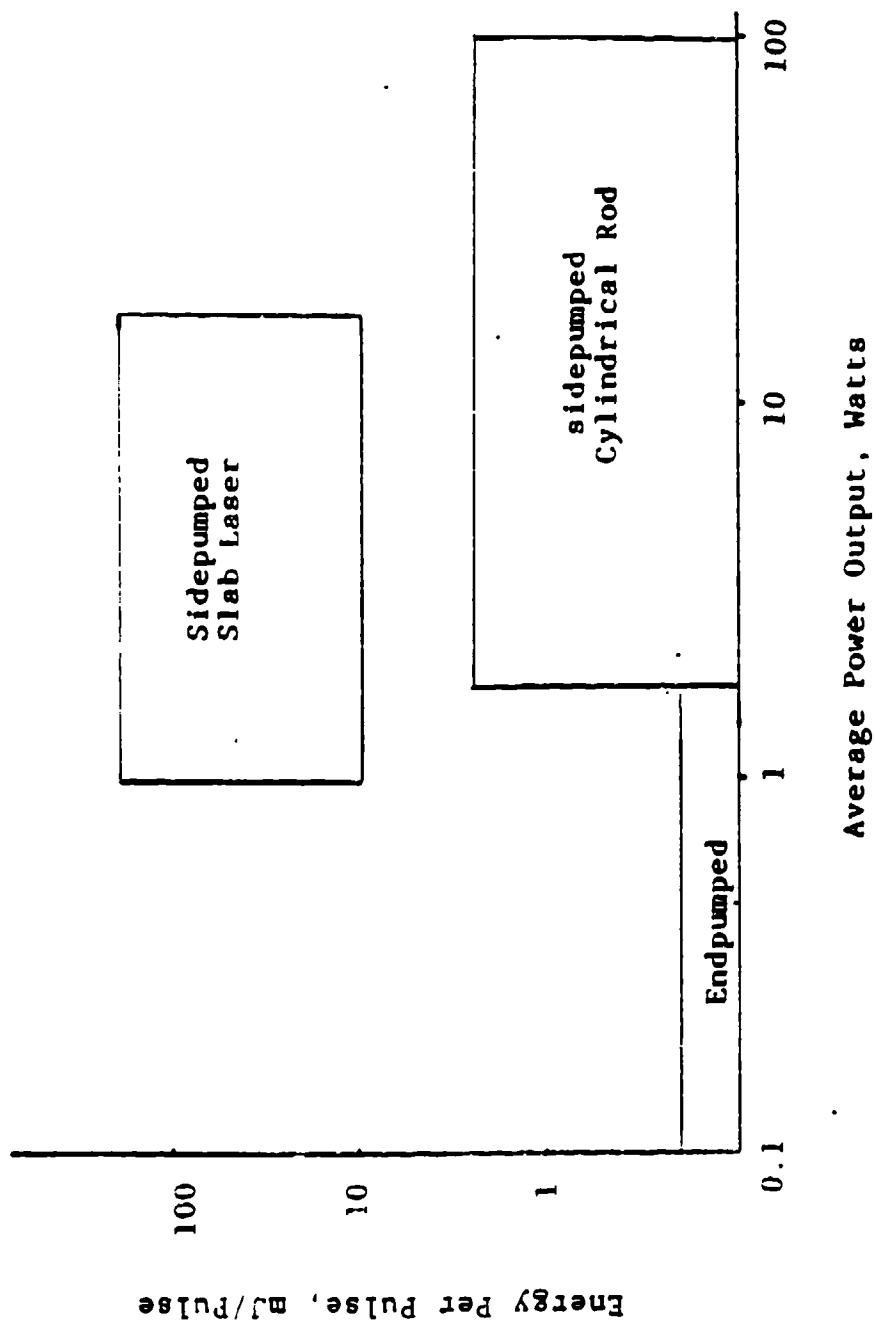 Energy Per Pulse, mJ/Pulse
100
10
1
Sidepumped
Slab Laser
sidepumped
Cylindrical Rod
Endpumped
0.1
1
10
100
Average Power Output, Watts